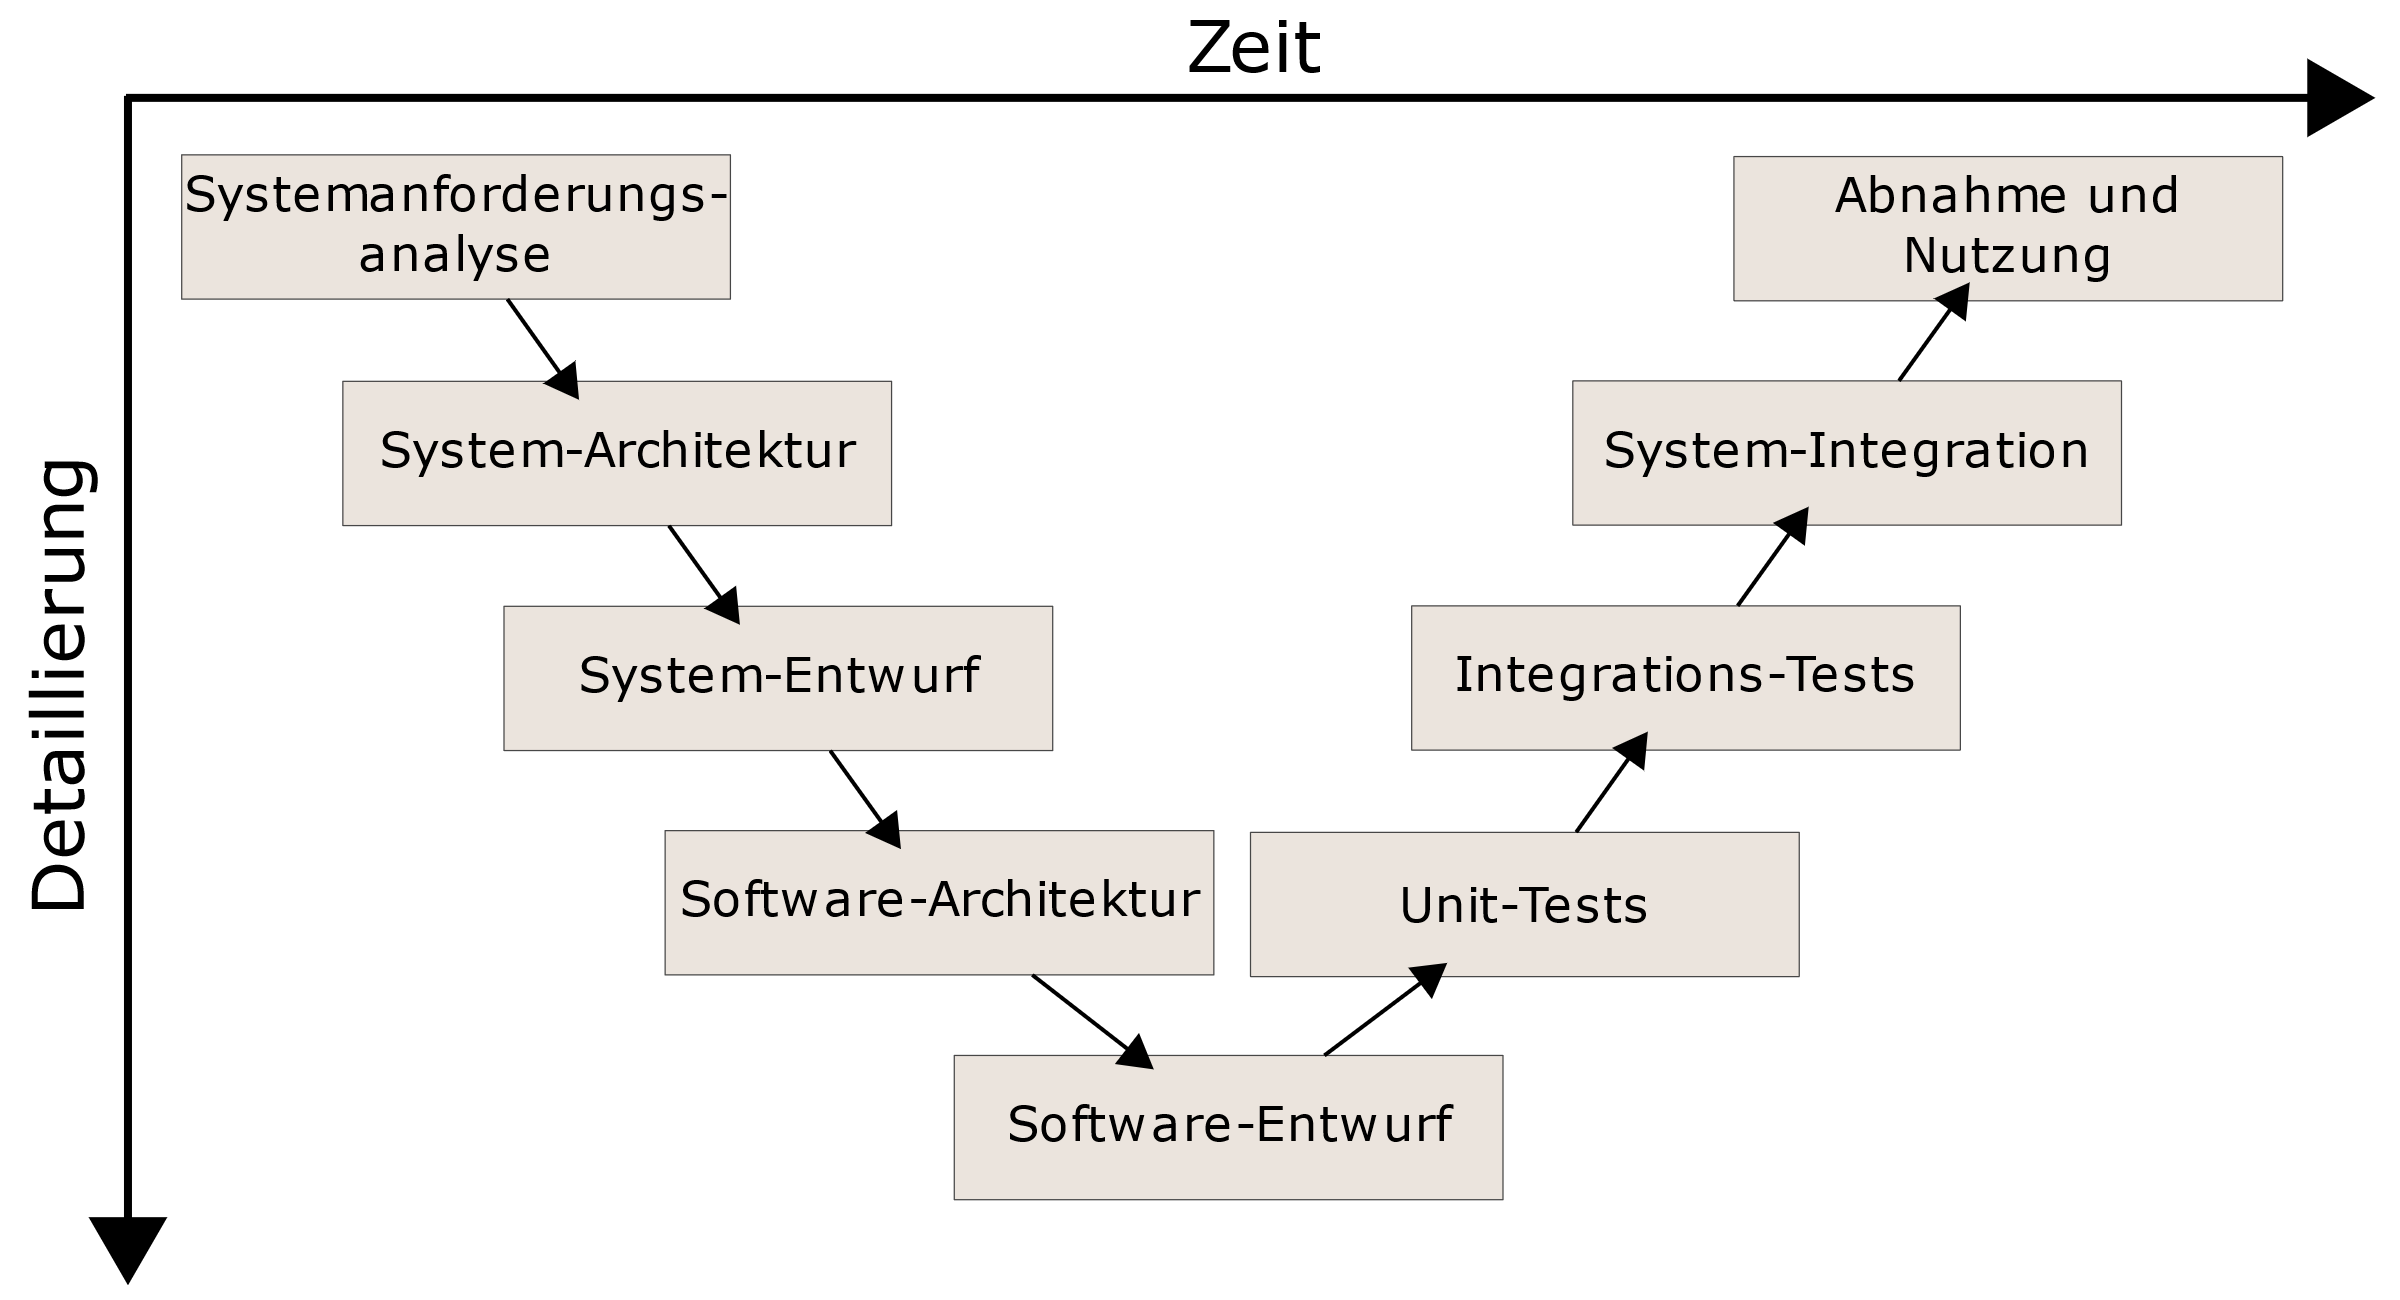 Zeit
Detaillierung
Systemanforderungs-
analyse
Abnahme und
Nutzung
System-Architektur
System-Integration
System-Entwurf
Integrations-Tests
Software-Architektur
Unit-Tests
Software-Entwurf